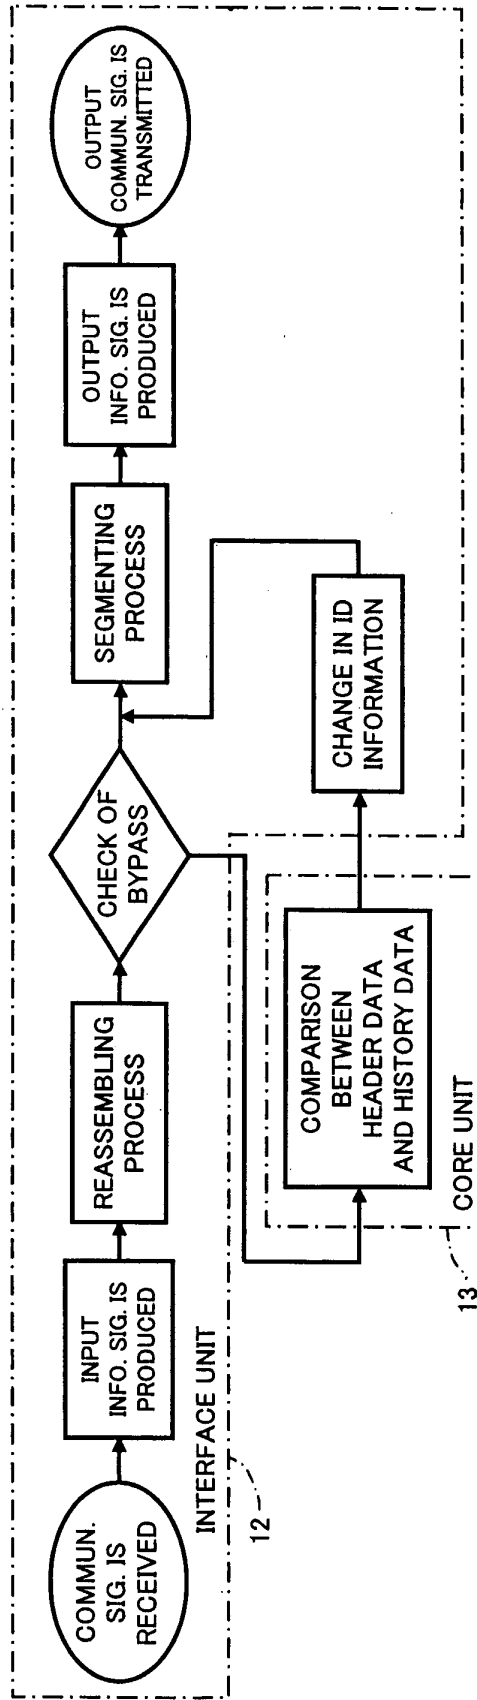 COMMUN.
SIG. IS
RECEIVED
INPUT
INFO. SIG. IS
PRODUCED
REASSEMBLING
PROCESS
CHECK OF
BYPASS
SEGMENTING
PROCESS
OUTPUT
INFO. SIG. IS
PRODUCED
OUTPUT
COMMUN. SIG. IS
TRANSMITTED
INTERFACE UNIT
12
COMPARISON
BETWEEN
HEADER DATA
AND HISTORY DATA
CHANGE IN ID
INFORMATION
CORE UNIT
13